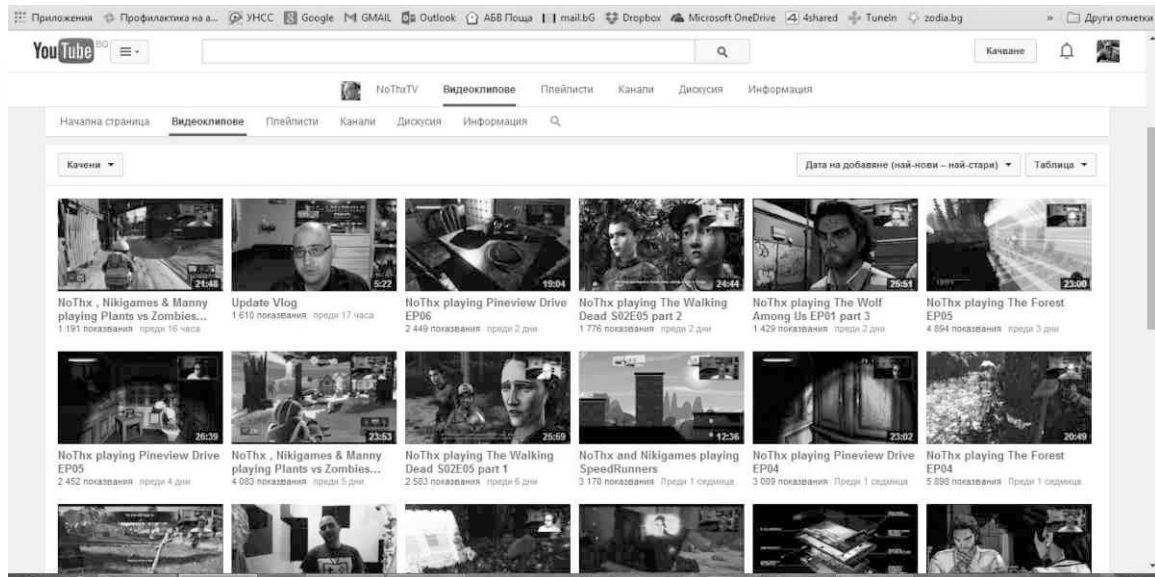 Приложения Профилактика на а... УНСС Google GMAIL Outlook АБВ Поща mail.bG Dropbox Microsoft OneDrive 4shared TuneIn zodia.bg » Други отметки
YouTube BG Качване
NoThxTV Видеоклипове Плейлисти Канали Дискусия Информация
Начална страница Видеоклипове Плейлисти Канали Дискусия Информация
Качени Дата на добавяне (най-нови – най-стари) Таблица
21:48 5:22 19:04 24:44 25:51 23:00
NoThx , Nikigames & Manny Update Vlog NoThx playing Pineview Drive NoThx playing The Walking NoThx playing The Wolf NoThx playing The Forest
playing Plants vs Zombies... 1 610 показвания преди 17 часа EP06 Dead S02E05 part 2 Among Us EP01 part 3 EP05
1 191 показвания преди 16 часа 2 449 показвания преди 2 дни 1 776 показвания преди 2 дни 1 429 показвания преди 2 дни 4 894 показвания преди 3 дни
26:39 23:53 25:59 12:36 23:02 20:49
NoThx playing Pineview Drive NoThx , Nikigames & Manny NoThx playing The Walking NoThx and Nikigames playing NoThx playing Pineview Drive NoThx playing The Forest
EP05 playing Plants vs Zombies... Dead S02E05 part 1 SpeedRunners EP04 EP04
2 452 показвания преди 4 дни 4 083 показвания преди 5 дни 2 583 показвания преди 6 дни 3 170 показвания Преди 1 седмица 3 089 показвания Преди 1 седмица 5 898 показвания Преди 1 седмица